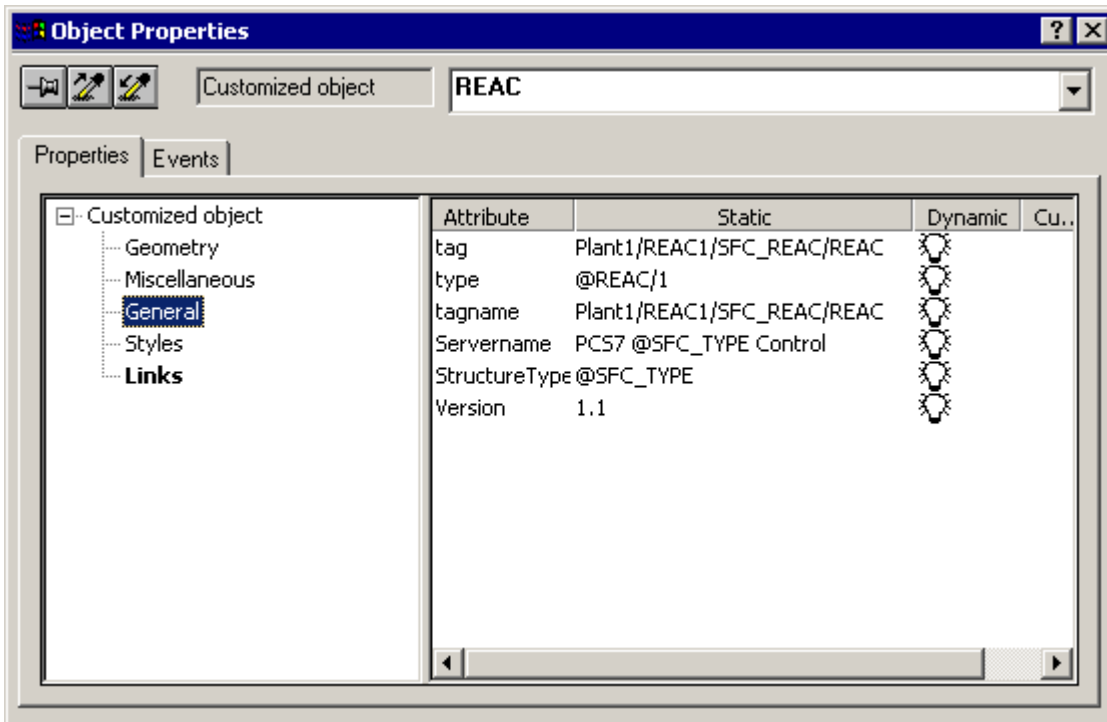 Object Properties
Customized object REAC
Properties Events
Customized object
Geometry
Miscellaneous
General
Styles
Links
Attribute Static Dynamic Cu..
tag Plant1/REAC1/SFC_REAC/REAC
type @REAC/1
tagname Plant1/REAC1/SFC_REAC/REAC
Servername PCS7 @SFC_TYPE Control
StructureType @SFC_TYPE
Version 1.1